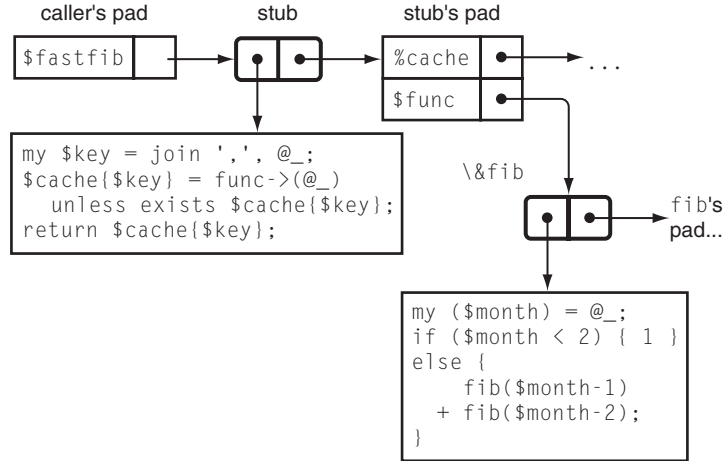 caller's pad
stub
stub's pad
$fastfib
%cache
...
$func
my $key = join ',', @_;
$cache{$key} = func->(@_)
unless exists $cache{$key};
return $cache{$key};
\&fib
fib's
pad...
my ($month) = @_;
if ($month < 2) { 1 }
else {
fib($month-1)
+ fib($month-2);
}